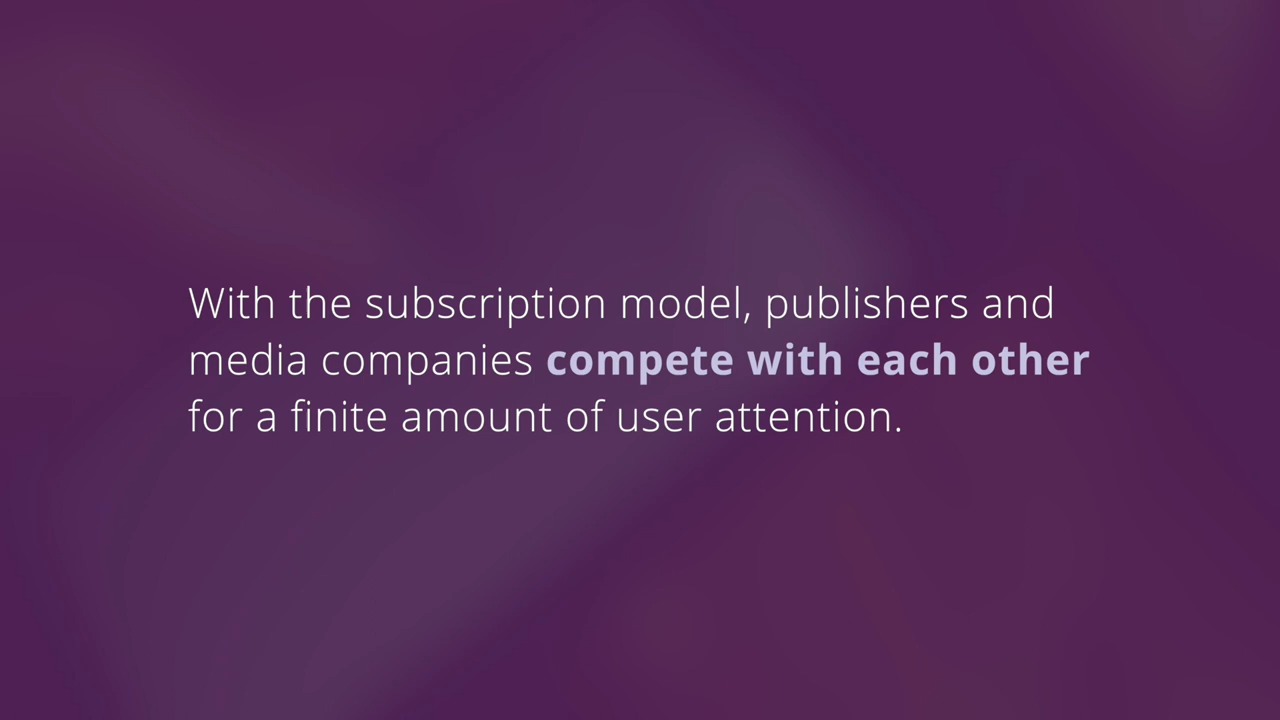 With the subscription model, publishers and
media companies compete with each other
for a finite amount of user attention.